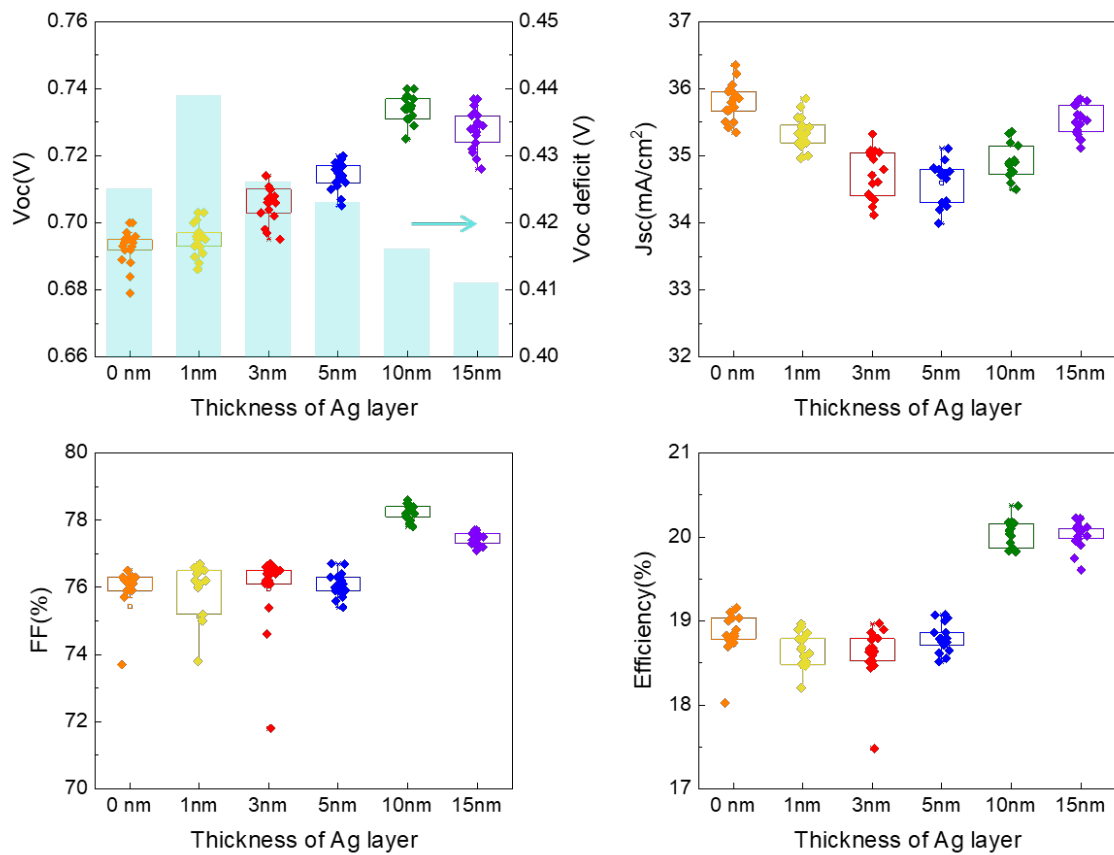 0.76
0.74
0.72
0.70
0.68
0.66
Voc(V)
0.45
0.44
0.43
0.42
0.41
0.40
Voc deficit (V)
0 nm 1nm 3nm 5nm 10nm 15nm
Thickness of Ag layer
37
36
35
34
33
32
Jsc(mA/cm²)
0 nm 1nm 3nm 5nm 10nm 15nm
Thickness of Ag layer
80
78
76
74
72
70
FF(%)
0 nm 1nm 3nm 5nm 10nm 15nm
Thickness of Ag layer
21
20
19
18
17
Efficiency(%)
0 nm 1nm 3nm 5nm 10nm 15nm
Thickness of Ag layer